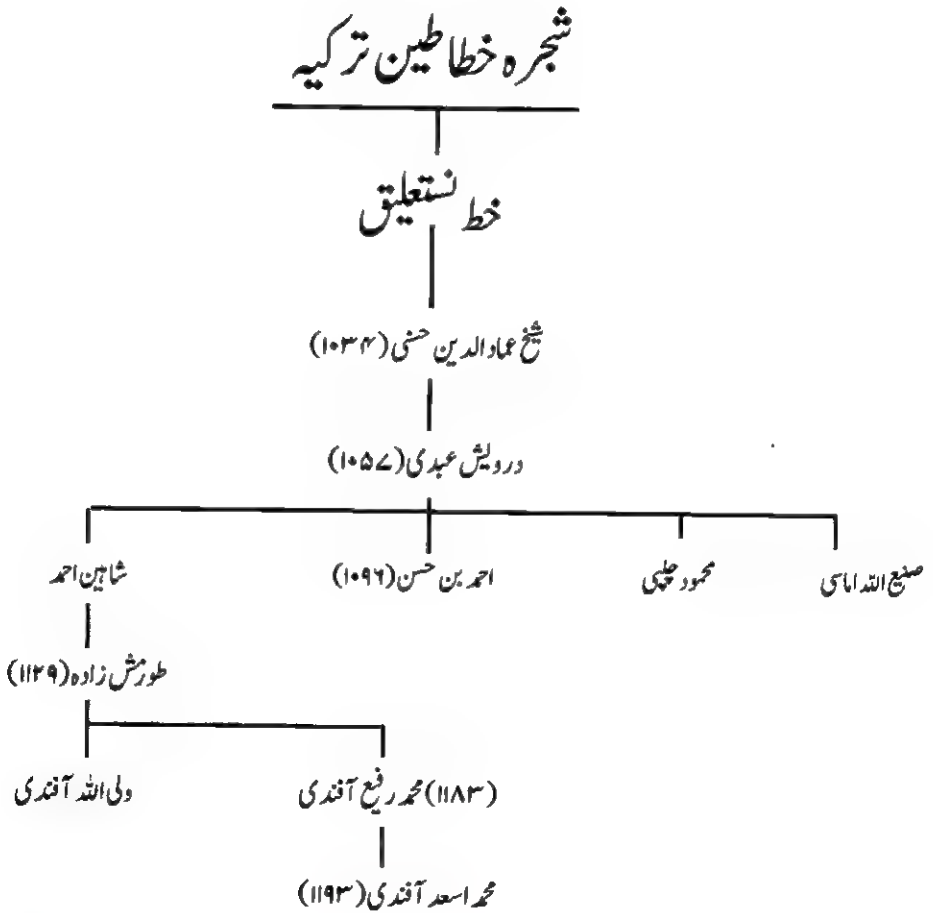 شجرہ خطاطین ترکیہ
خط نستعلیق
شیخ عماد الدین حسنی (۱۰۳۴)
درویش عبدی (۱۰۵۷)
صنیع اللہ اماسی
محمود چلپی
احمد بن حسن (۱۰۹۶)
شاہین احمد
طورمش زادہ (۱۱۲۹)
(۱۱۸۳) محمد رفیع آفندی
ولی اللہ آفندی
محمد اسعد آفندی (۱۱۹۳)